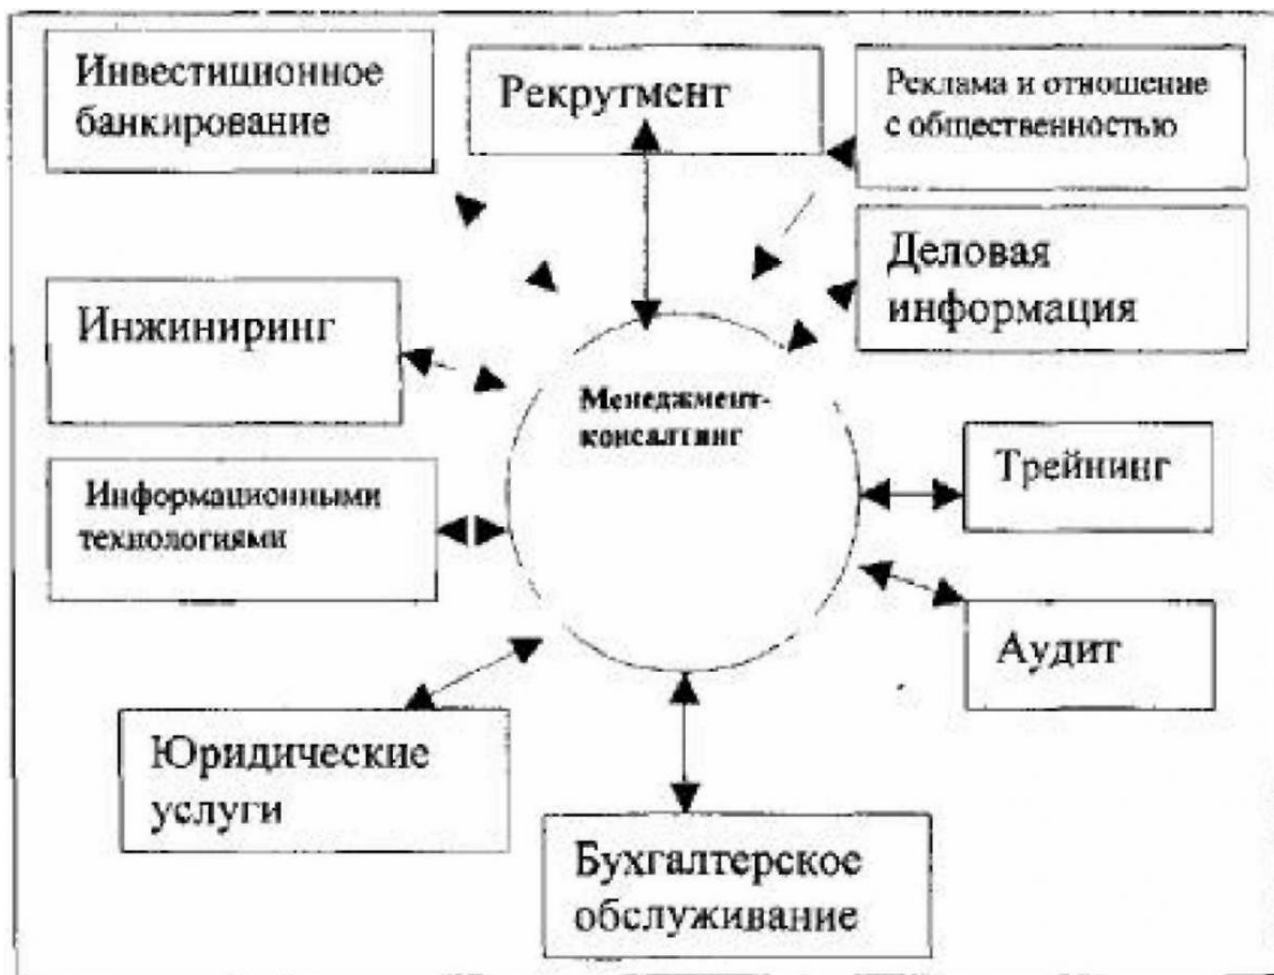 Инвестиционное
банкирование
Рекрутмент
Реклама и отношение
с общественностью
Деловая
информация
Инжиниринг
Менеджмент-
консалтинг
Трейнинг
Информационными
технологиями
Аудит
Юридические
услуги
Бухгалтерское
обслуживание